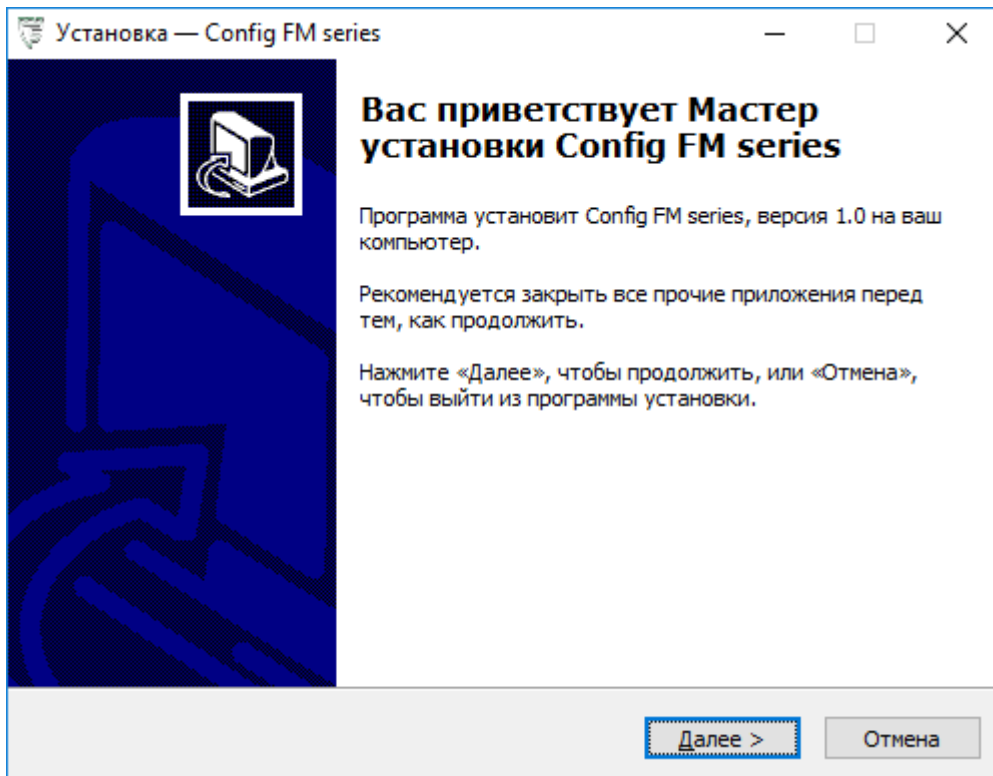 Установка — Config FM series
Вас приветствует Мастер
установки Config FM series
Программа установит Config FM series, версия 1.0 на ваш
компьютер.
Рекомендуется закрыть все прочие приложения перед
тем, как продолжить.
Нажмите «Далее», чтобы продолжить, или «Отмена»,
чтобы выйти из программы установки.
Далее >
Отмена